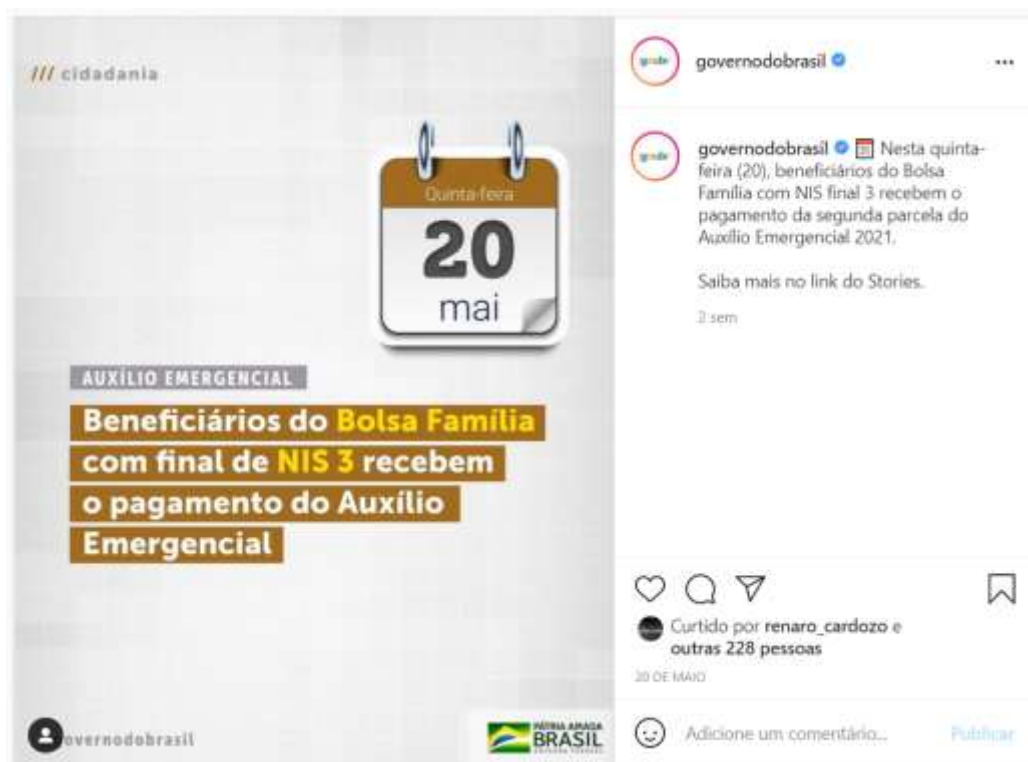 /// cidadania
Quinta-feira
20
mai
AUXÍLIO EMERGENCIAL
Beneficiários do Bolsa Família
com final de NIS 3 recebem
o pagamento do Auxílio
Emergencial
overnodobrasil
PÁTRIA AMADA
BRASIL
governodobrasil
governodobrasil Nesta quinta-
feira (20), beneficiários do Bolsa
Família com NIS final 3 recebem o
pagamento da segunda parcela do
Auxílio Emergencial 2021.
Saiba mais no link do Stories.
sem
Curtido por renaro_cardozo e
outras 228 pessoas
20 DE MAIO
Adicione um comentário...
Publicar